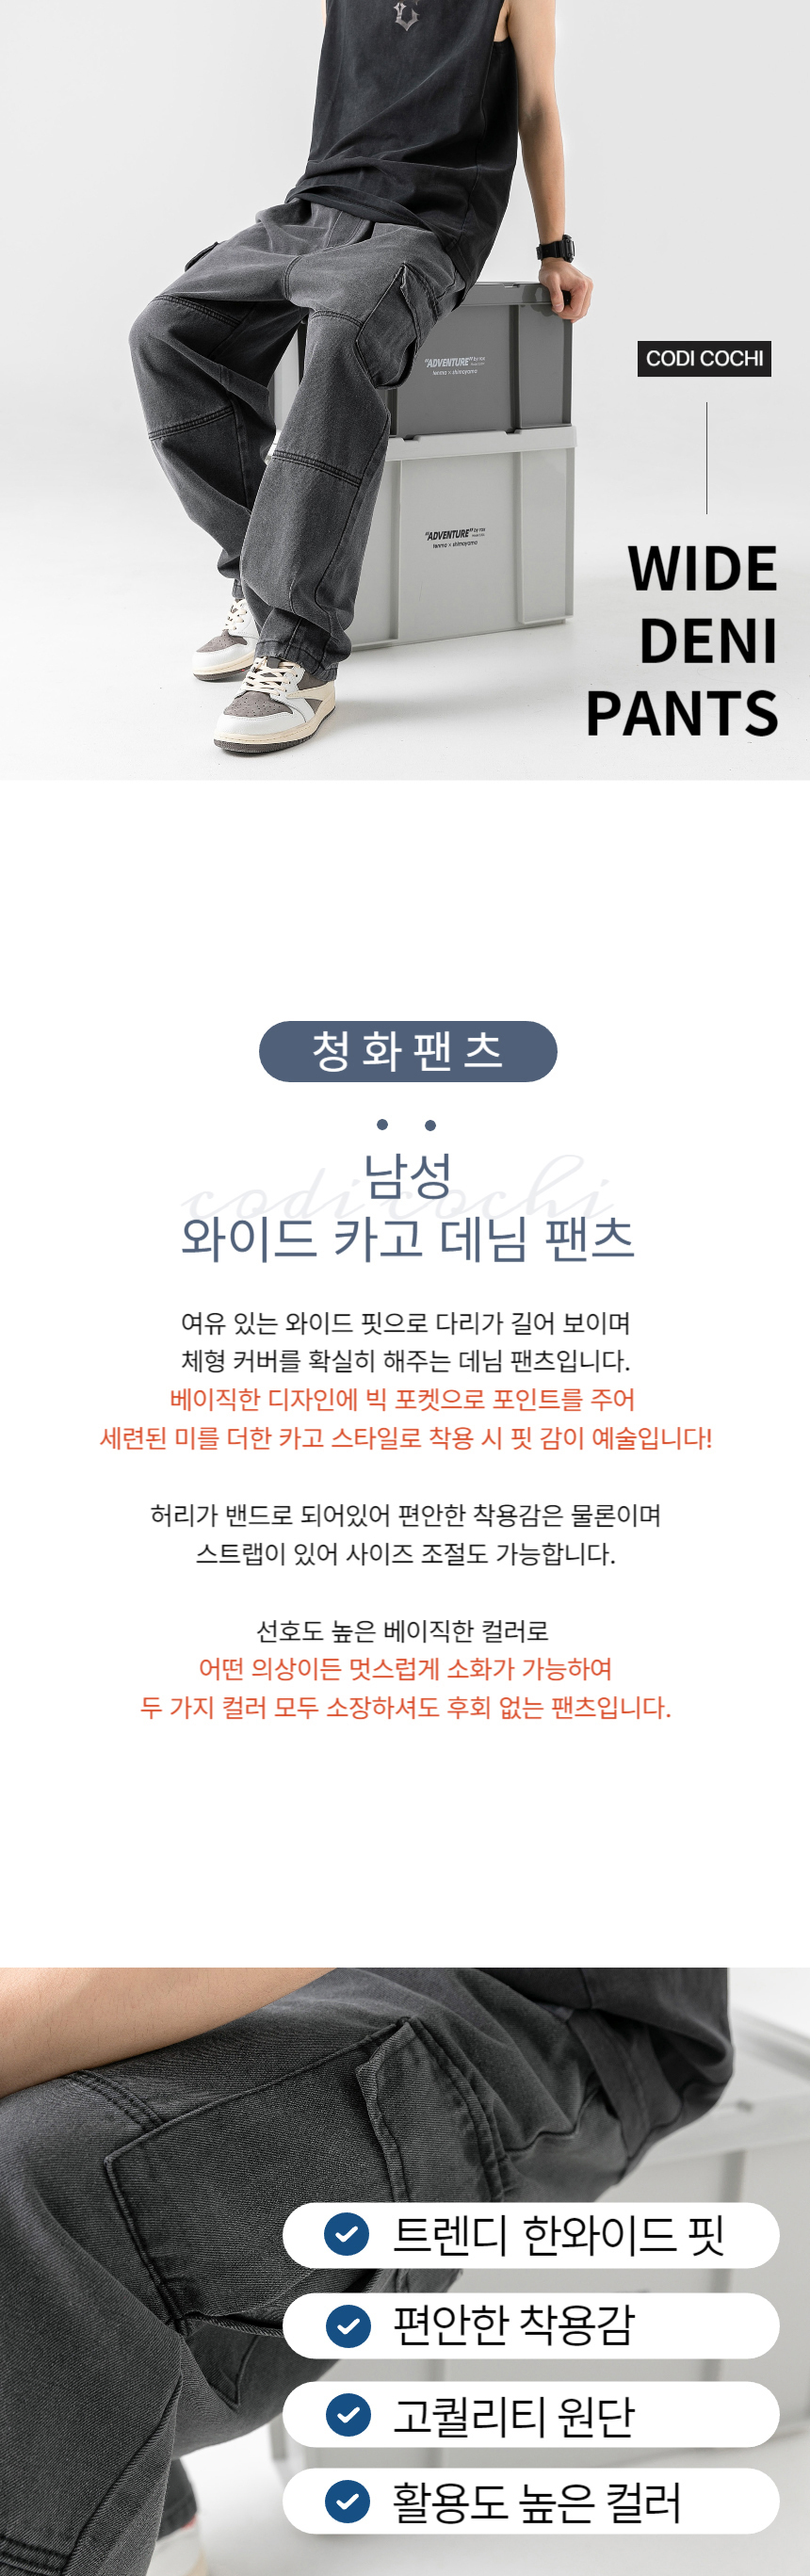 CODI COCHI
"ADVENTURE"
tenma × shimoyama
"ADVENTURE"
tenma × shimoyama
WIDE
DENI
PANTS
청화팬츠
codi cochi
남성
와이드 카고 데님 팬츠
여유 있는 와이드 핏으로 다리가 길어 보이며
체형 커버를 확실히 해주는 데님 팬츠입니다.
베이직한 디자인에 빅 포켓으로 포인트를 주어
세련된 미를 더한 카고 스타일로 착용 시 핏 감이 예술입니다!
허리가 밴드로 되어있어 편안한 착용감은 물론이며
스트랩이 있어 사이즈 조절도 가능합니다.
선호도 높은 베이직한 컬러로
어떤 의상이든 멋스럽게 소화가 가능하여
두 가지 컬러 모두 소장하셔도 후회 없는 팬츠입니다.
트렌디 한와이드 핏
편안한 착용감
고퀄리티 원단
활용도 높은 컬러